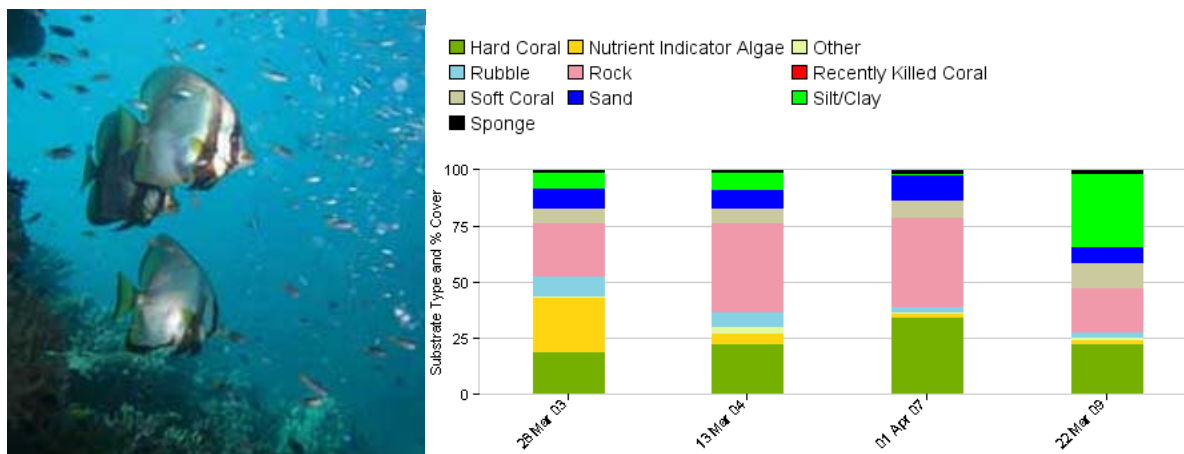 Hard Coral Nutrient Indicator Algae Other
Rubble Rock Recently Killed Coral
Soft Coral Sand Silt/Clay
Sponge
Substrate Type and % Cover
100
75
50
25
0
28 Mar 03 13 Mar 04 01 Apr 07 22 Mar 09